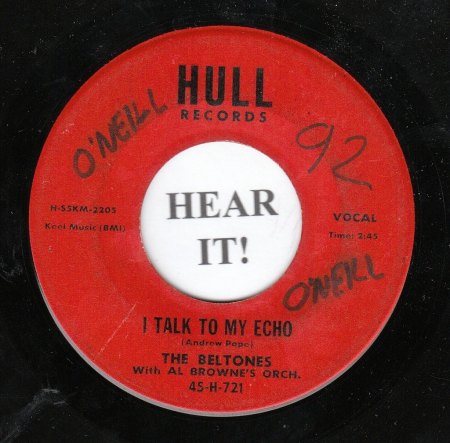 HULL
RECORDS
O'NEILL
92
H-S5KM-2205
Keel Music (BMI)
VOCAL
Time: 2:45
HEAR
IT!
O'NEILL
I TALK TO MY ECHO
(Andrew Pope)
THE BELTONES
With AL BROWNE'S ORCH.
45-H-721